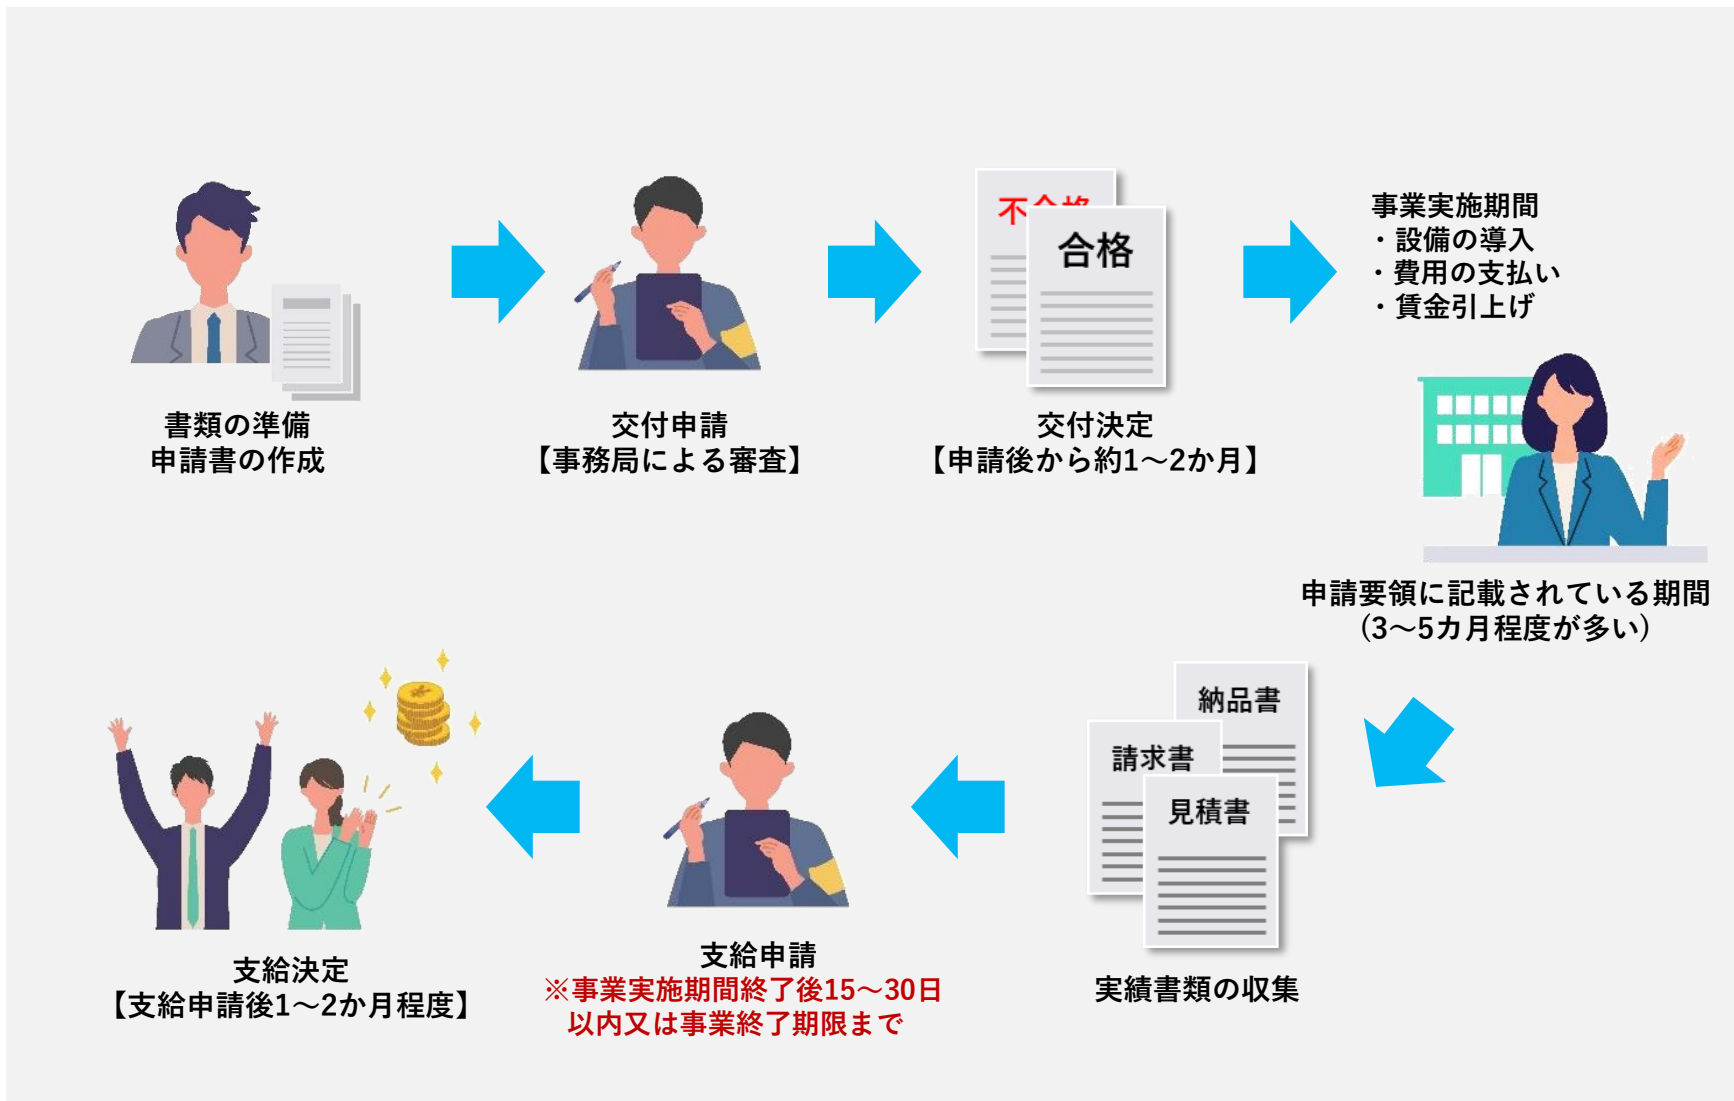 不合格
合格
書類の準備
申請書の作成
交付申請
【事務局による審査】
交付決定
【申請後から約1～2か月】
事業実施期間
・設備の導入
・費用の支払い
・賃金引上げ
申請要領に記載されている期間
(3～5カ月程度が多い)
納品書
請求書
見積書
実績書類の収集
支給申請
※事業実施期間終了後15～30日
以内又は事業終了期限まで
支給決定
【支給申請後1～2か月程度】